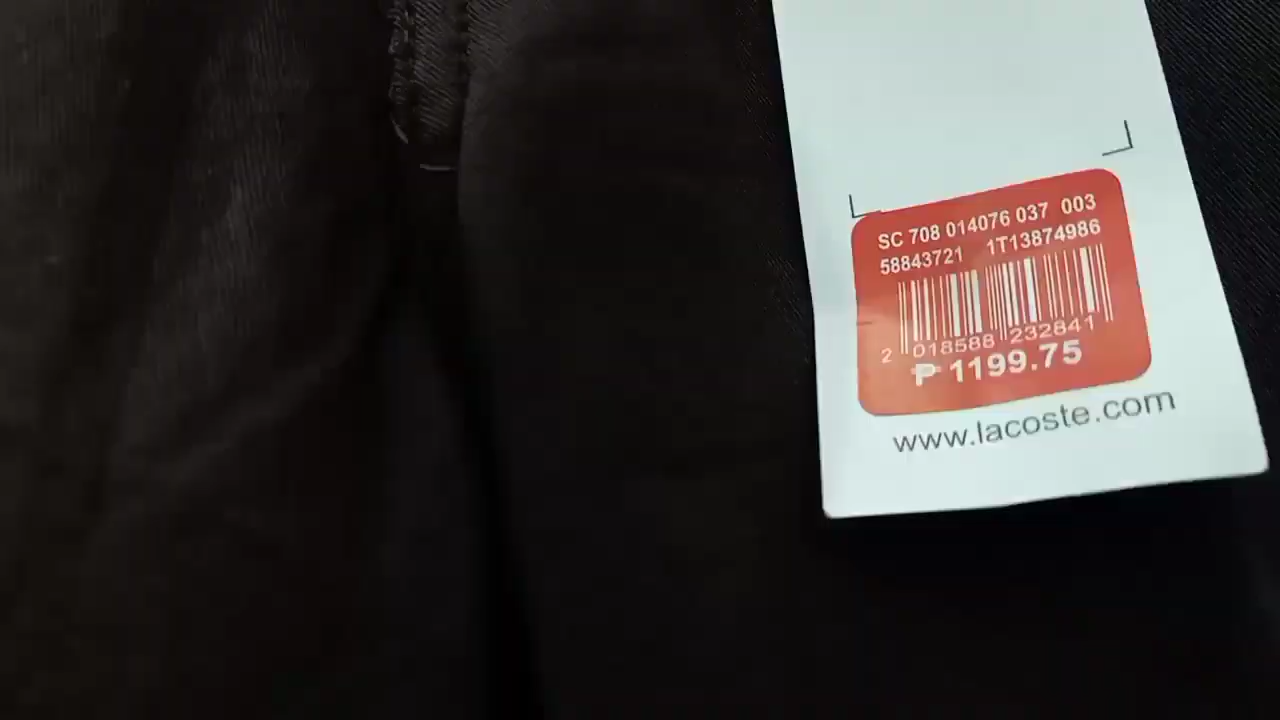 SC 708 014076 037 003
58843721 1T13874986
2 018588 232841
₱ 1199.75
www.lacoste.com